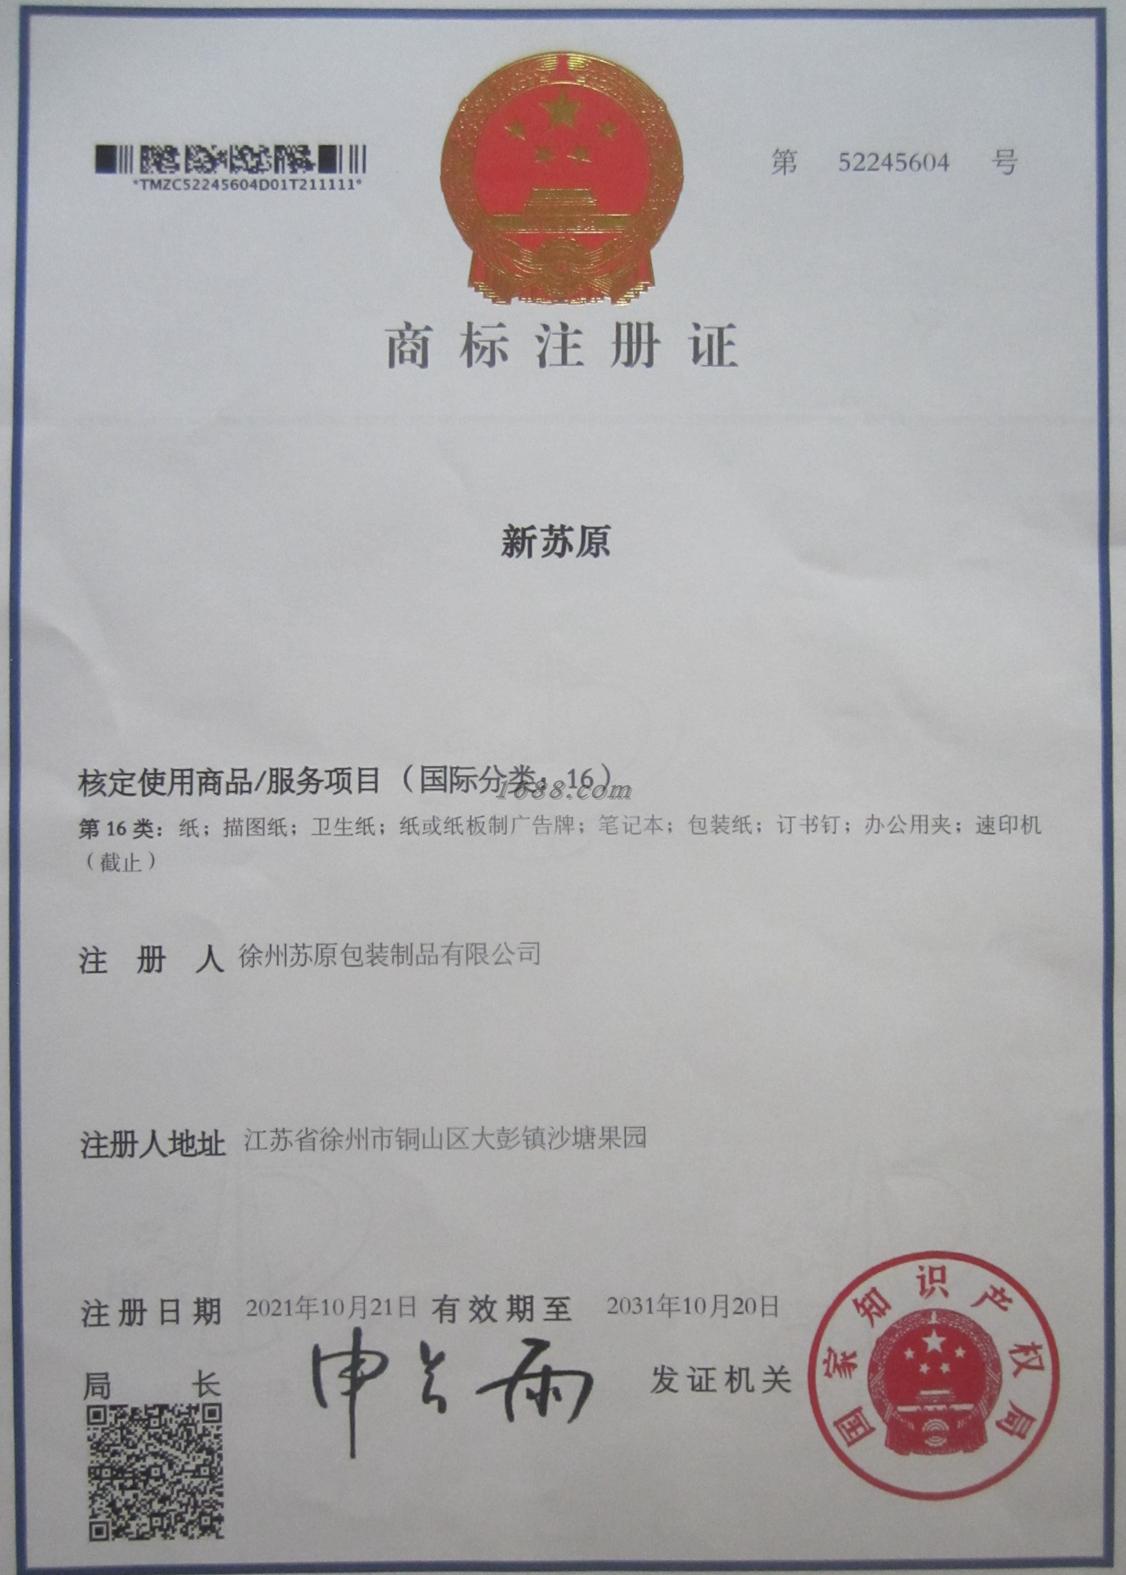 *TMZC52245604D01T211111*
第 52245604 号
商标注册证
新苏原
核定使用商品/服务项目（国际分类：16）
1688.com
第 16 类：纸；描图纸；卫生纸；纸或纸板制广告牌；笔记本；包装纸；订书钉；办公用夹；速印机
（截止）
注册人 徐州苏原包装制品有限公司
注册人地址 江苏省徐州市铜山区大彭镇沙塘果园
注册日期 2021年10月21日 有效期至 2031年10月20日
局长 申长雨 发证机关
国家知识产权局